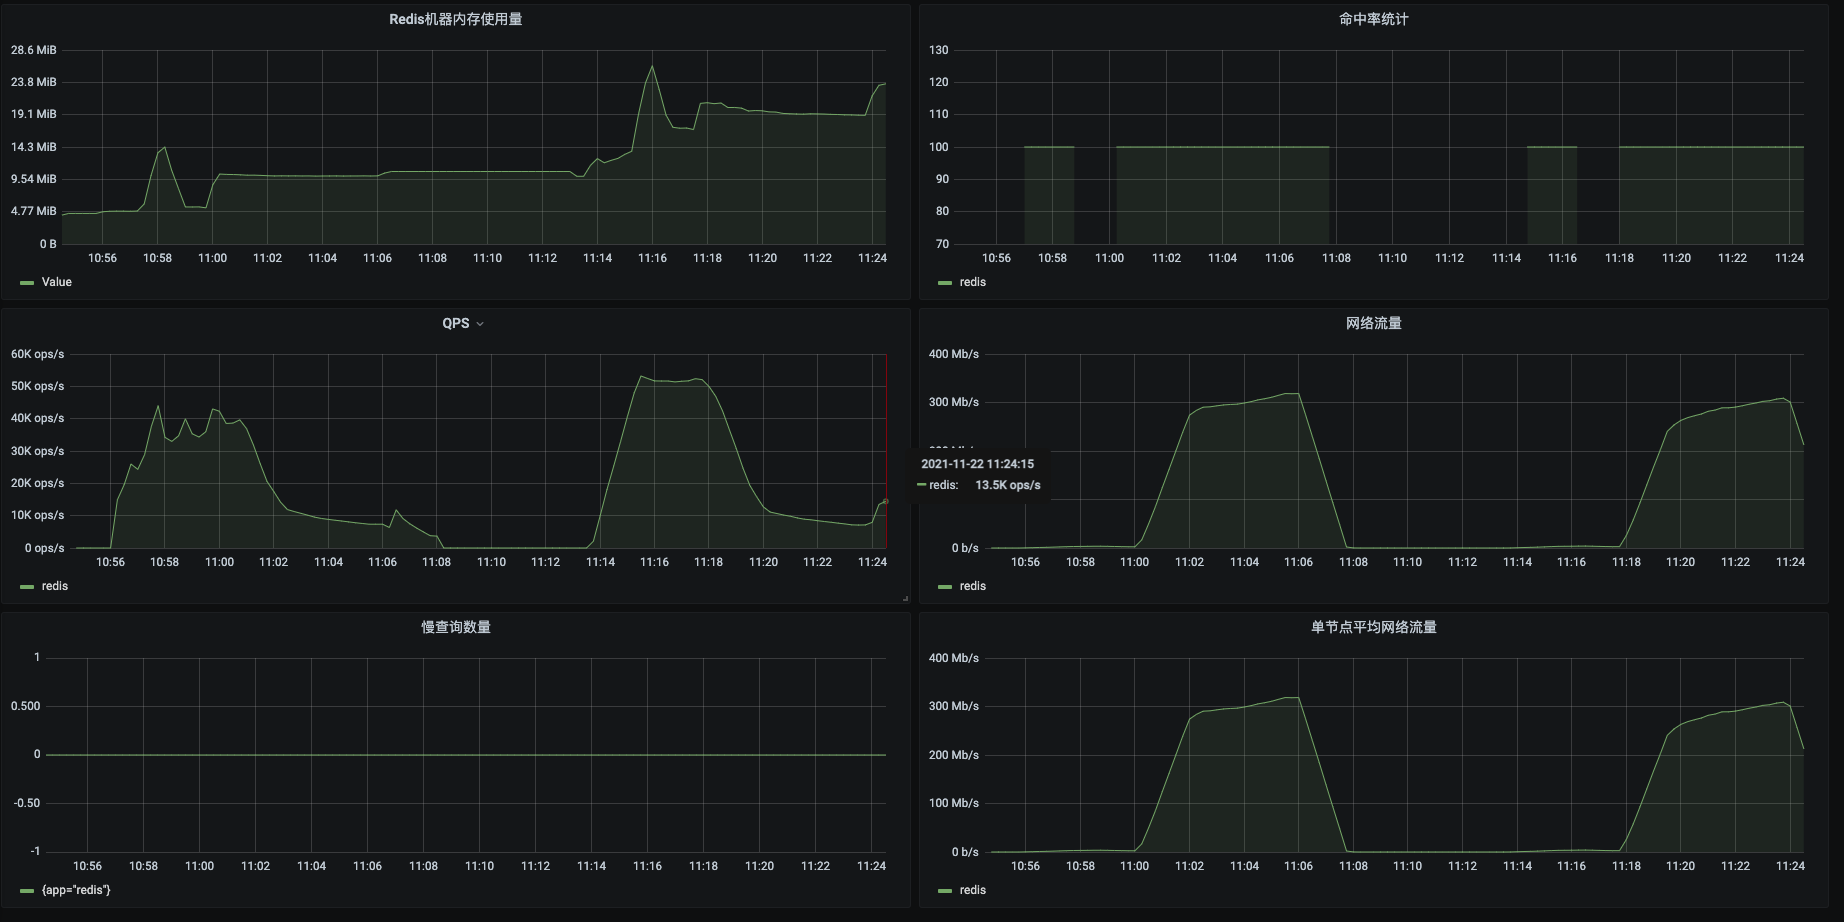 Redis机器内存使用量
28.6 MiB
23.8 MiB
19.1 MiB
14.3 MiB
9.54 MiB
4.77 MiB
0 B
10:56 10:58 11:00 11:02 11:04 11:06 11:08 11:10 11:12 11:14 11:16 11:18 11:20 11:22 11:24
Value
命中率统计
130
120
110
100
90
80
70
10:56 10:58 11:00 11:02 11:04 11:06 11:08 11:10 11:12 11:14 11:16 11:18 11:20 11:22 11:24
redis
QPS
60K ops/s
50K ops/s
40K ops/s
30K ops/s
20K ops/s
10K ops/s
0 ops/s
10:56 10:58 11:00 11:02 11:04 11:06 11:08 11:10 11:12 11:14 11:16 11:18 11:20 11:22 11:24
redis
网络流量
400 Mb/s
300 Mb/s
2021-11-22 11:24:15
redis: 13.5K ops/s
0 b/s
10:56 10:58 11:00 11:02 11:04 11:06 11:08 11:10 11:12 11:14 11:16 11:18 11:20 11:22 11:24
redis
慢查询数量
1
0.500
0
-0.50
-1
10:56 10:58 11:00 11:02 11:04 11:06 11:08 11:10 11:12 11:14 11:16 11:18 11:20 11:22 11:24
{app="redis"}
单节点平均网络流量
400 Mb/s
300 Mb/s
200 Mb/s
100 Mb/s
0 b/s
10:56 10:58 11:00 11:02 11:04 11:06 11:08 11:10 11:12 11:14 11:16 11:18 11:20 11:22 11:24
redis